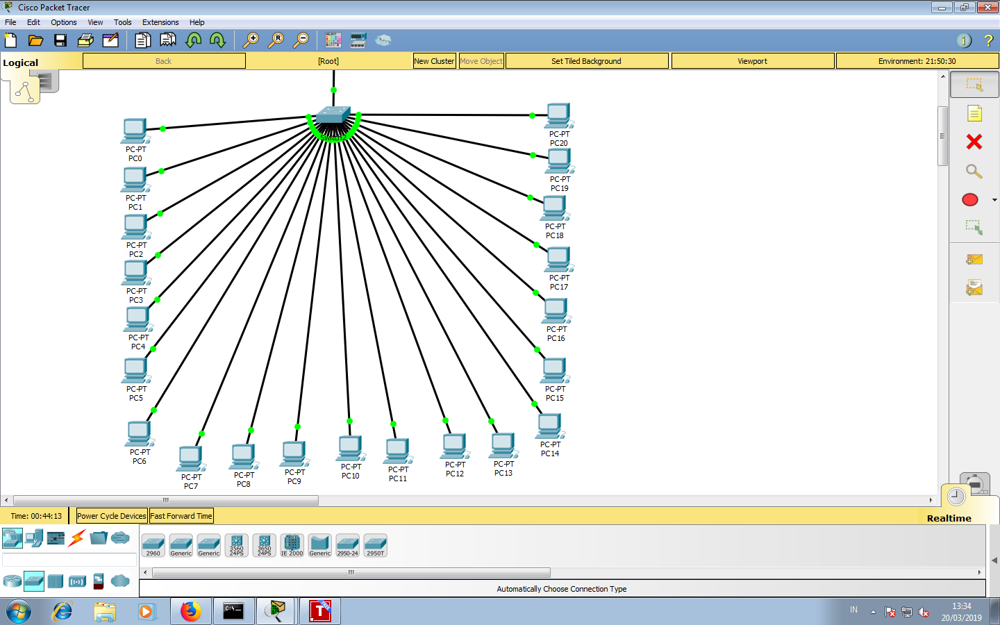 Cisco Packet Tracer
File Edit Options View Tools Extensions Help
Logical
Back
[Root]
New Cluster
Move Object
Set Tiled Background
Viewport
Environment: 21:50:30
PC-PT
PC0
PC-PT
PC1
PC-PT
PC2
PC-PT
PC3
PC-PT
PC4
PC-PT
PC5
PC-PT
PC6
PC-PT
PC7
PC-PT
PC8
PC-PT
PC9
PC-PT
PC10
PC-PT
PC11
PC-PT
PC12
PC-PT
PC13
PC-PT
PC14
PC-PT
PC15
PC-PT
PC16
PC-PT
PC17
PC-PT
PC18
PC-PT
PC19
PC-PT
PC20
Time: 00:44:13
Power Cycle Devices
Fast Forward Time
Realtime
2960
Generic
Generic
3560
24PS
3650
24PS
IE 2000
Generic
2950-24
2950T
Automatically Choose Connection Type
IN
13:34
20/03/2019